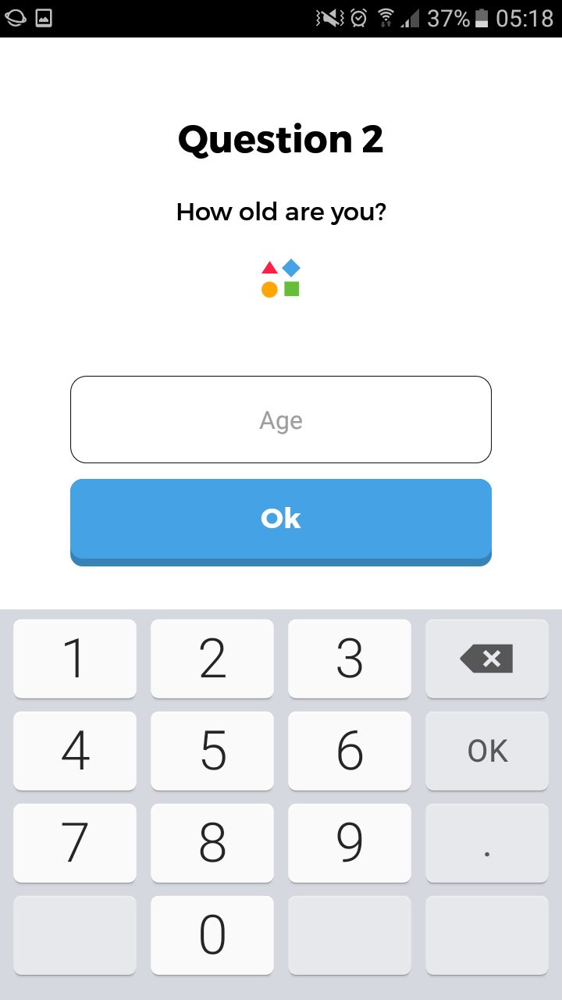 37% 05:18
Question 2
How old are you?
Age
Ok
1 2 3
4 5 6 OK
7 8 9 .
0